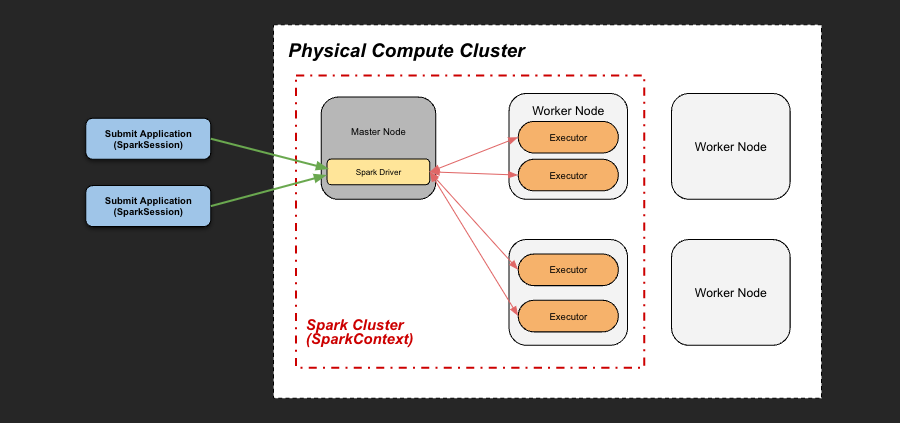 Physical Compute Cluster
Submit Application
(SparkSession)
Submit Application
(SparkSession)
Master Node
Spark Driver
Worker Node
Executor
Executor
Executor
Executor
Worker Node
Worker Node
Spark Cluster
(SparkContext)